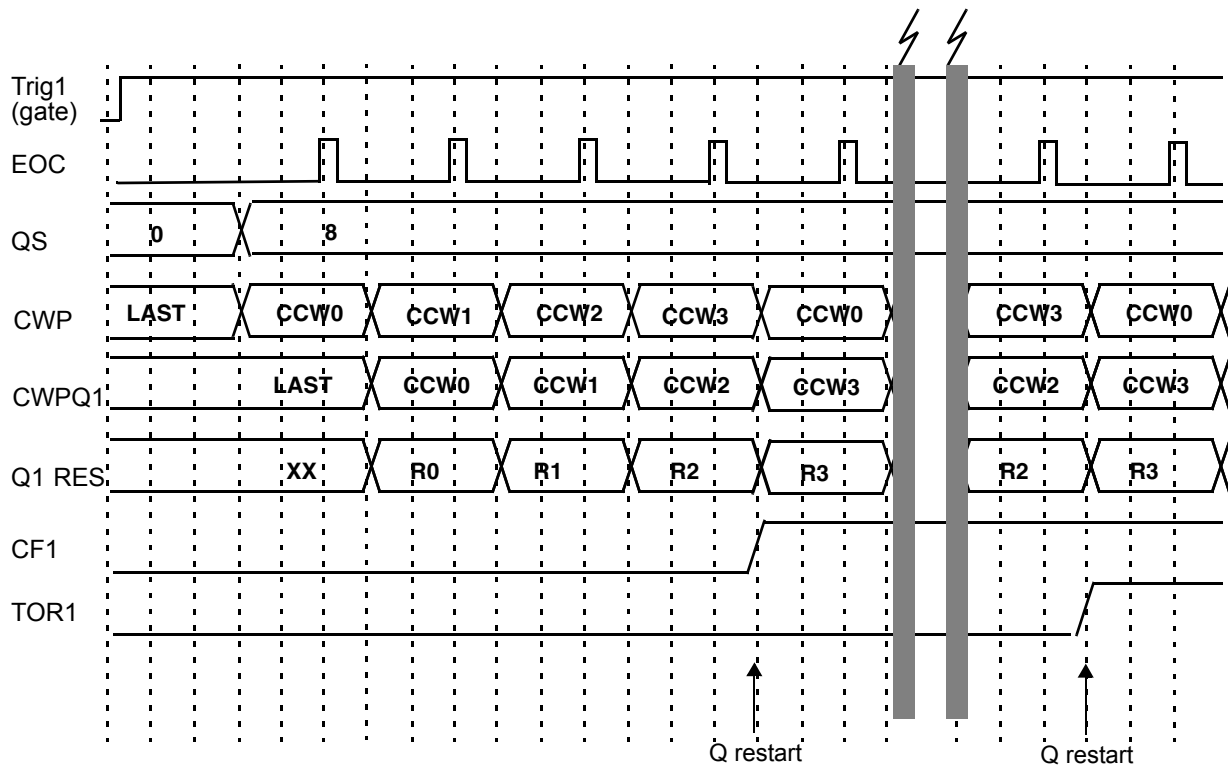 Trig1
(gate)
EOC
QS 0 8
CWP LAST CCW0 CCW1 CCW2 CCW3 CCW0 CCW3 CCW0
CWPQ1 LAST CCW0 CCW1 CCW2 CCW3 CCW2 CCW3
Q1 RES XX R0 R1 R2 R3 R2 R3
CF1
TOR1
Q restart Q restart